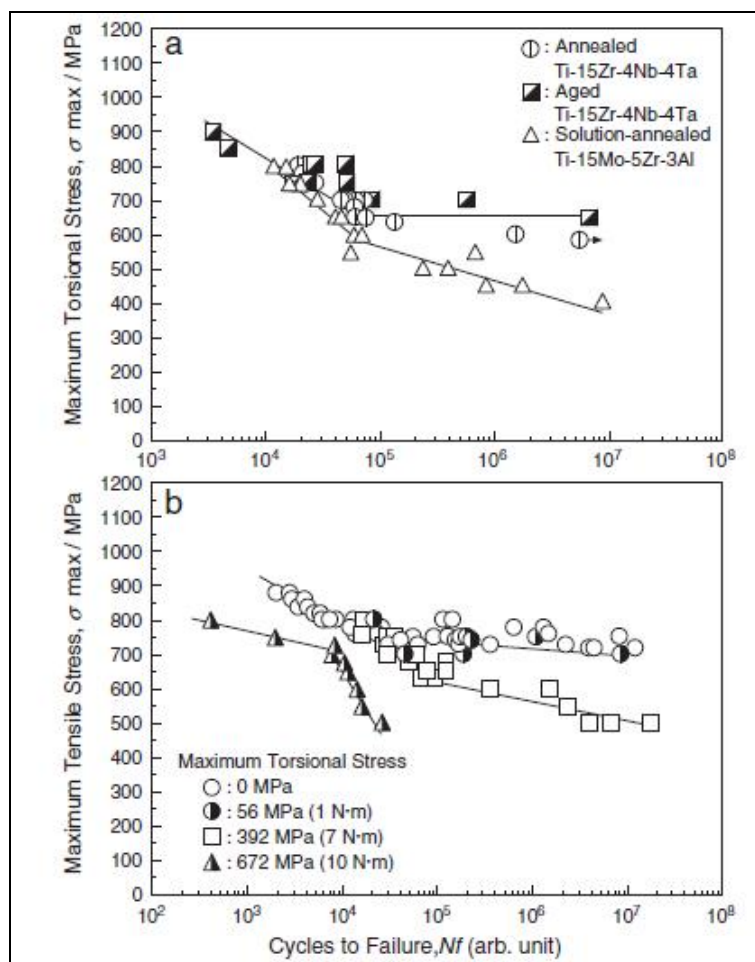 a
: Annealed
Ti-15Zr-4Nb-4Ta
: Aged
Ti-15Zr-4Nb-4Ta
: Solution-annealed
Ti-15Mo-5Zr-3Al
Maximum Torsional Stress, σ max / MPa
1200
1100
1000
900
800
700
600
500
400
300
200
100
0
10³ 10⁴ 10⁵ 10⁶ 10⁷ 10⁸
b
Maximum Tensile Stress, σ max / MPa
1200
1100
1000
900
800
700
600
500
400
300
200
100
0
Maximum Torsional Stress
: 0 MPa
: 56 MPa (1 N·m)
: 392 MPa (7 N·m)
: 672 MPa (10 N·m)
10² 10³ 10⁴ 10⁵ 10⁶ 10⁷ 10⁸
Cycles to Failure,Nf (arb. unit)